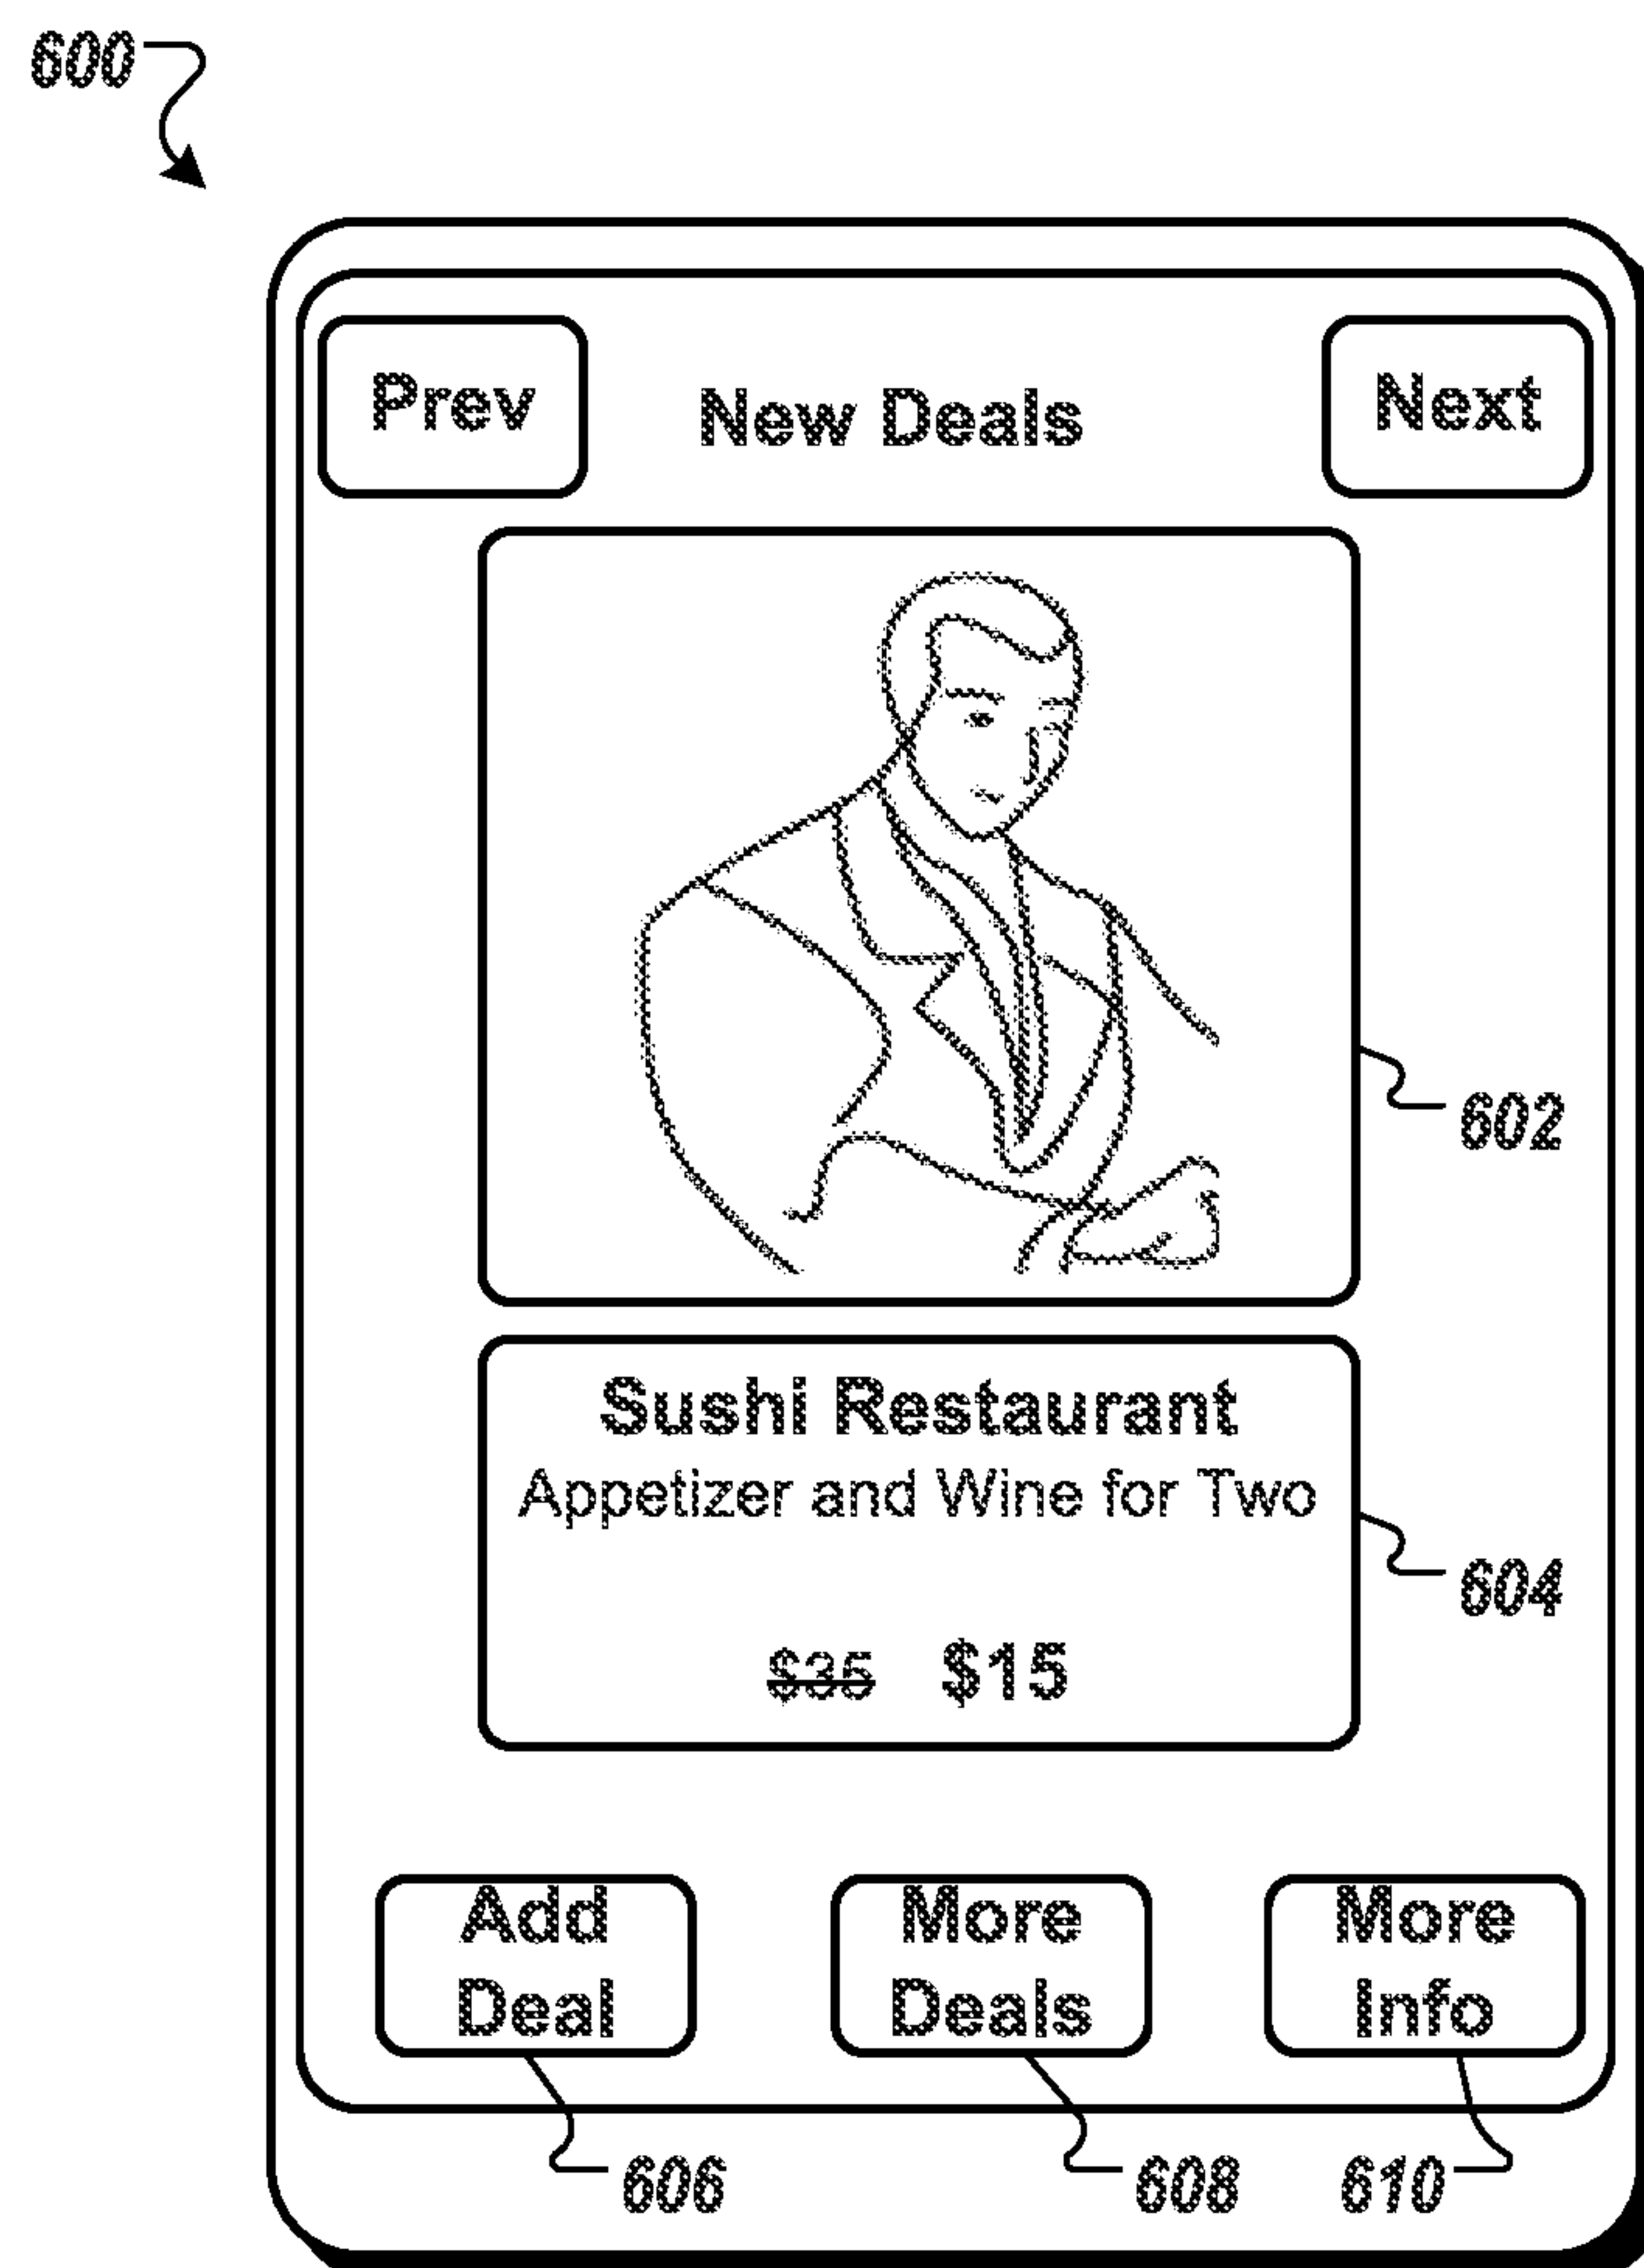 600
Prev
New Deals
Next
602
Sushi Restaurant
Appetizer and Wine for Two
604
$35 $15
Add
Deal
More
Deals
More
Info
606
608
610